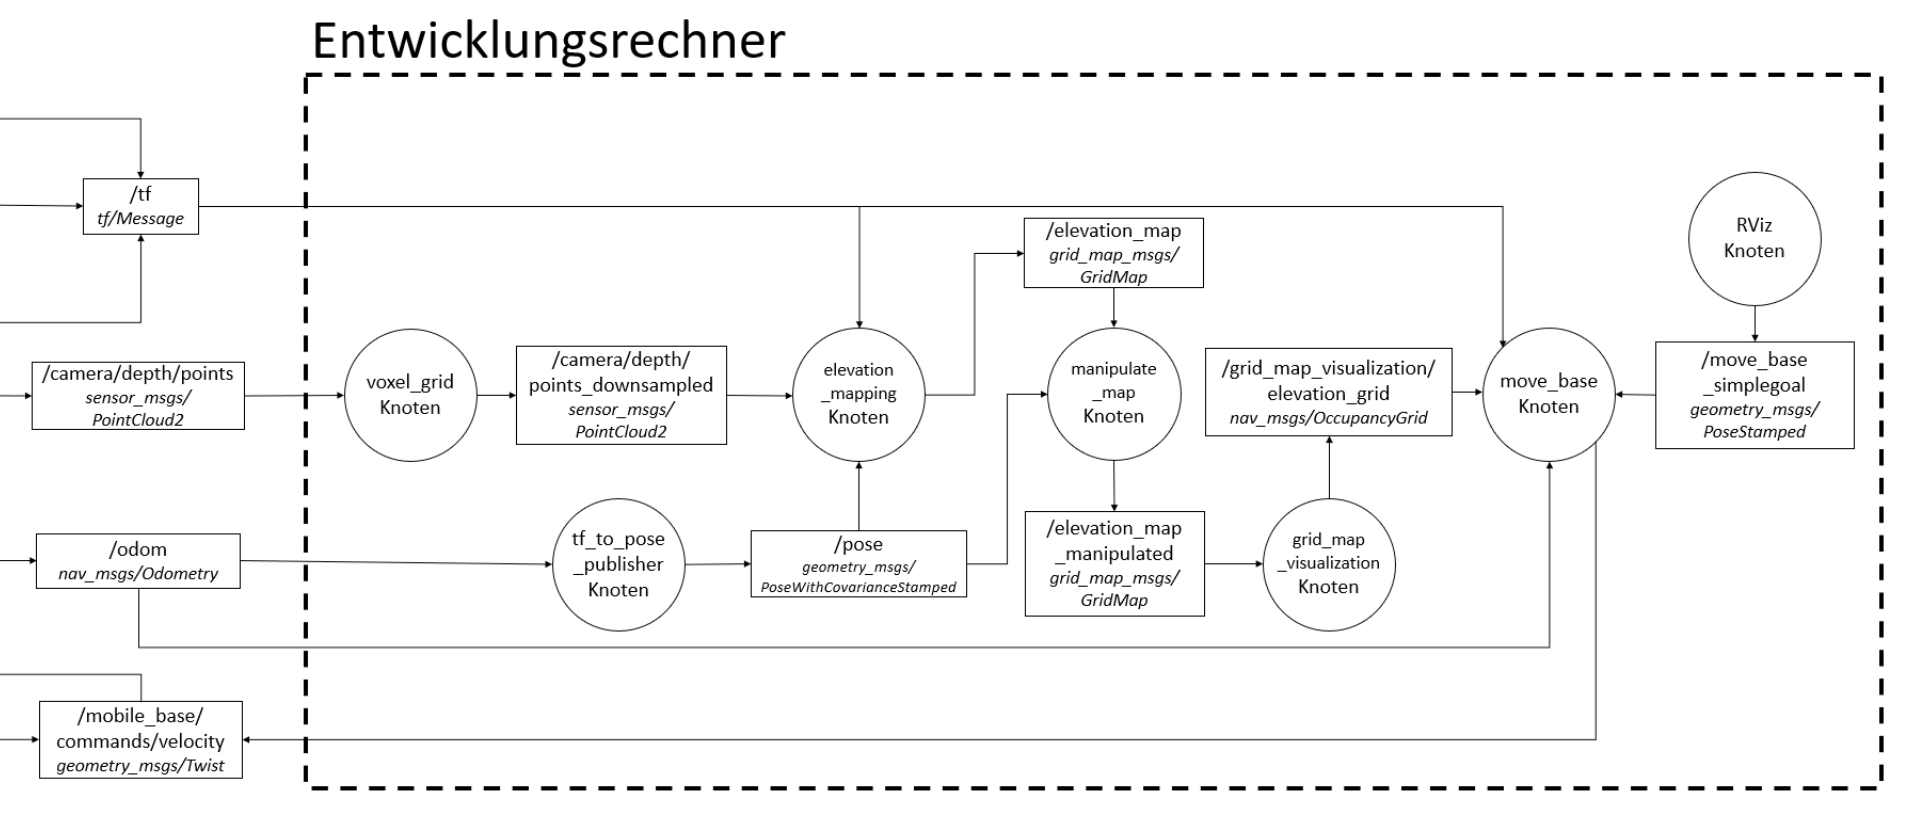 Entwicklungsrechner
/tf
tf/Message
/elevation_map
grid_map_msgs/
GridMap
RViz
Knoten
/camera/depth/points
sensor_msgs/
PointCloud2
voxel_grid
Knoten
/camera/depth/
points_downsampled
sensor_msgs/
PointCloud2
elevation
_mapping
Knoten
manipulate
_map
Knoten
/grid_map_visualization/
elevation_grid
nav_msgs/OccupancyGrid
move_base
Knoten
/move_base
_simplegoal
geometry_msgs/
PoseStamped
/odom
nav_msgs/Odometry
tf_to_pose
_publisher
Knoten
/pose
geometry_msgs/
PoseWithCovarianceStamped
/elevation_map
_manipulated
grid_map_msgs/
GridMap
grid_map
_visualization
Knoten
/mobile_base/
commands/velocity
geometry_msgs/Twist